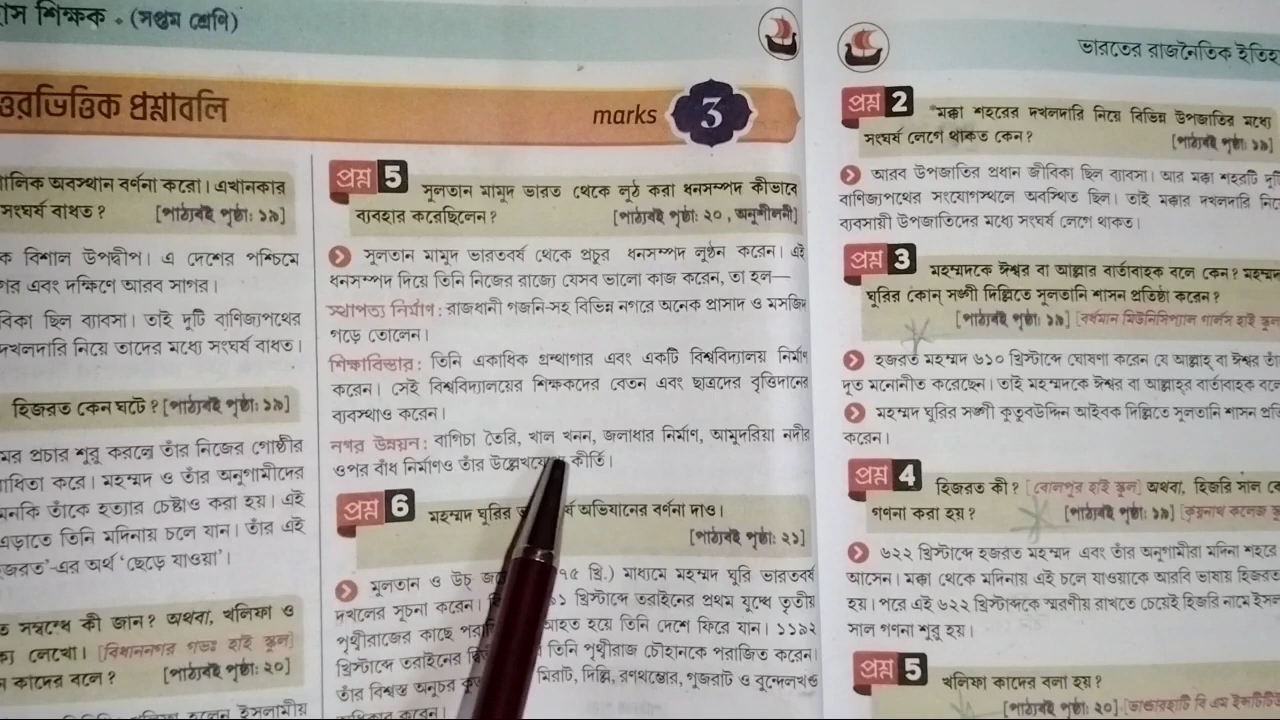 শিক্ষক • (সপ্তম শ্রেণি)
প্রশ্নাবলি
marks 3
অবস্থান বর্ণনা করো। এখানকার
সংঘর্ষ বাধত? [পাঠ্যবই পৃষ্ঠা: ১৯]
বিশাল উপদ্বীপ। এ দেশের পশ্চিমে
এবং দক্ষিণে আরব সাগর।
ছিল ব্যাবসা। তাই দুটি বাণিজ্যপথের
দখলদারি নিয়ে তাদের মধ্যে সংঘর্ষ বাধত।
হিজরত কেন ঘটে? [পাঠ্যবই পৃষ্ঠা: ১৯]
প্রচার শুরু করলে তাঁর নিজের গোষ্ঠীর
করে। মহম্মদ ও তাঁর অনুগামীদের
তাঁকে হত্যার চেষ্টাও করা হয়। এই
এড়াতে তিনি মদিনায় চলে যান। তাঁর এই
-এর অর্থ 'ছেড়ে যাওয়া'।
সম্বন্ধে কী জান? অথবা, খলিফা ও
লেখো। [বিধাননগর গভঃ হাই স্কুল]
কাদের বলে? [পাঠ্যবই পৃষ্ঠা: ২০]
হলেন ইসলামীয়
প্রশ্ন 5 সুলতান মামুদ ভারত থেকে লুঠ করা ধনসম্পদ কীভাবে
ব্যবহার করেছিলেন? [পাঠ্যবই পৃষ্ঠা: ২০, অনুশীলনী]
সুলতান মামুদ ভারতবর্ষ থেকে প্রচুর ধনসম্পদ লুণ্ঠন করেন। এই
ধনসম্পদ দিয়ে তিনি নিজের রাজ্যে যেসব ভালো কাজ করেন, তা হল—
স্থাপত্য নির্মাণ: রাজধানী গজনি-সহ বিভিন্ন নগরে অনেক প্রাসাদ ও মসজিদ
গড়ে তোলেন।
শিক্ষাবিস্তার: তিনি একাধিক গ্রন্থাগার এবং একটি বিশ্ববিদ্যালয় নির্মাণ
করেন। সেই বিশ্ববিদ্যালয়ের শিক্ষকদের বেতন এবং ছাত্রদের বৃত্তিদানের
ব্যবস্থাও করেন।
নগর উন্নয়ন: বাগিচা তৈরি, খাল খনন, জলাধার নির্মাণ, আমুদরিয়া নদীর
ওপর বাঁধ নির্মাণও তাঁর কীর্তি।
প্রশ্ন 6 মহম্মদ ঘুরির অভিযানের বর্ণনা দাও।
[পাঠ্যবই পৃষ্ঠা: ২১]
মুলতান ও উচ্ খ্রি.) মাধ্যমে মহম্মদ ঘুরি ভারতবর্ষ
দখলের সূচনা করেন। খ্রিস্টাব্দে তরাইনের প্রথম যুদ্ধে তৃতীয়
পৃথ্বীরাজের কাছে আহত হয়ে তিনি দেশে ফিরে যান। ১১৯২
খ্রিস্টাব্দে তরাইনের তিনি পৃথ্বীরাজ চৌহানকে পরাজিত করেন।
তাঁর বিশ্বস্ত অনুচর মিরাট, দিল্লি, রণথম্ভোর, গুজরাট ও বুন্দেলখণ্ড
করেন।
ভারতের রাজনৈতিক
প্রশ্ন 2 মক্কা শহরের দখলদারি নিয়ে বিভিন্ন উপজাতির মধ্যে
সংঘর্ষ লেগে থাকত কেন? [পাঠ্যবই পৃষ্ঠা: ১৯]
আরব উপজাতির প্রধান জীবিকা ছিল ব্যাবসা। আর মক্কা শহরটি
বাণিজ্যপথের সংযোগস্থলে অবস্থিত ছিল। তাই মক্কার দখলদারি
ব্যবসায়ী উপজাতিদের মধ্যে সংঘর্ষ লেগে থাকত।
প্রশ্ন 3 মহম্মদকে ঈশ্বর বা আল্লার বার্তাবাহক বলে কেন?
ঘুরির কোন্ সঙ্গী দিল্লিতে সুলতানি শাসন প্রতিষ্ঠা করেন?
[পাঠ্যবই পৃষ্ঠা: ১৯] [বর্ধমান মিউনিসিপ্যাল গার্লস হাই
হজরত মহম্মদ ৬১০ খ্রিস্টাব্দে ঘোষণা করেন যে আল্লাহ্ বা ঈশ্বর
দূত মনোনীত করেছেন। তাই মহম্মদকে ঈশ্বর বা আল্লাহ্‌র বার্তাবাহক
মহম্মদ ঘুরির সঙ্গী কুতুবউদ্দিন আইবক দিল্লিতে সুলতানি শাসন
করেন।
প্রশ্ন 4 হিজরত কী? [বোলপুর হাই স্কুল] অথবা, হিজরি সাল
গণনা করা হয়? [পাঠ্যবই পৃষ্ঠা: ১৯] [কৃষ্ণনাথ কলেজ
৬২২ খ্রিস্টাব্দে হজরত মহম্মদ এবং তাঁর অনুগামীরা মদিনা শহরে
আসেন। মক্কা থেকে মদিনায় এই চলে যাওয়াকে আরবি ভাষায় হিজরত
হয়। পরে এই ৬২২ খ্রিস্টাব্দকে স্মরণীয় রাখতে চেয়েই হিজরি নামে
সাল গণনা শুরু হয়।
প্রশ্ন 5 খলিফা কাদের বলা হয়?
[পাঠ্যবই পৃষ্ঠা: ২০]